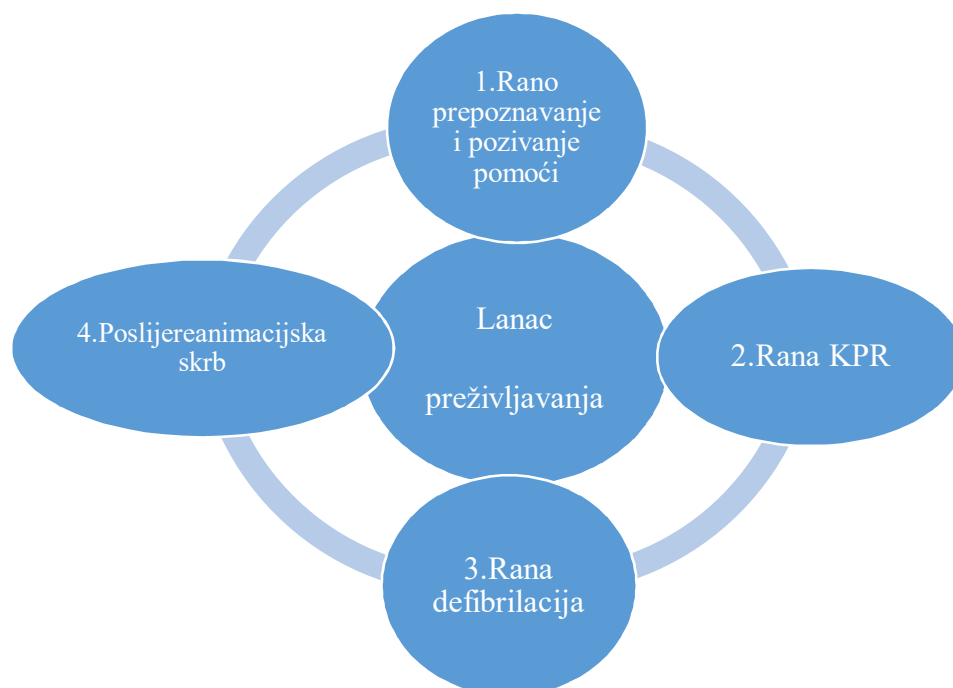 1.Rano
prepoznavanje
i pozivanje
pomoći
Lanac
preživljavanja
2.Rana KPR
3.Rana
defibrilacija
4.Poslijereanimacijska
skrb